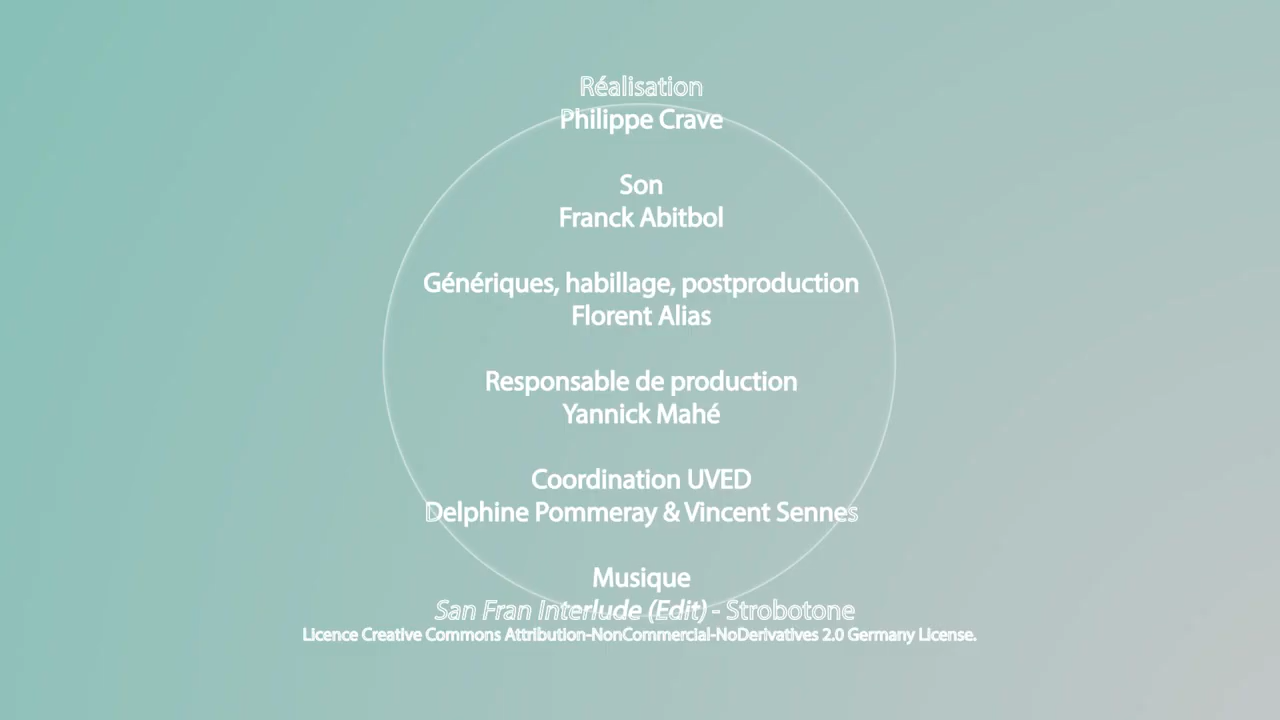 Réalisation
Philippe Crave
Son
Franck Abitbol
Génériques, habillage, postproduction
Florent Alias
Responsable de production
Yannick Mahé
Coordination UVED
Delphine Pommeray & Vincent Sennes
Musique
San Fran Interlude (Edit) - Strobotone
Licence Creative Commons Attribution-NonCommercial-NoDerivatives 2.0 Germany License.